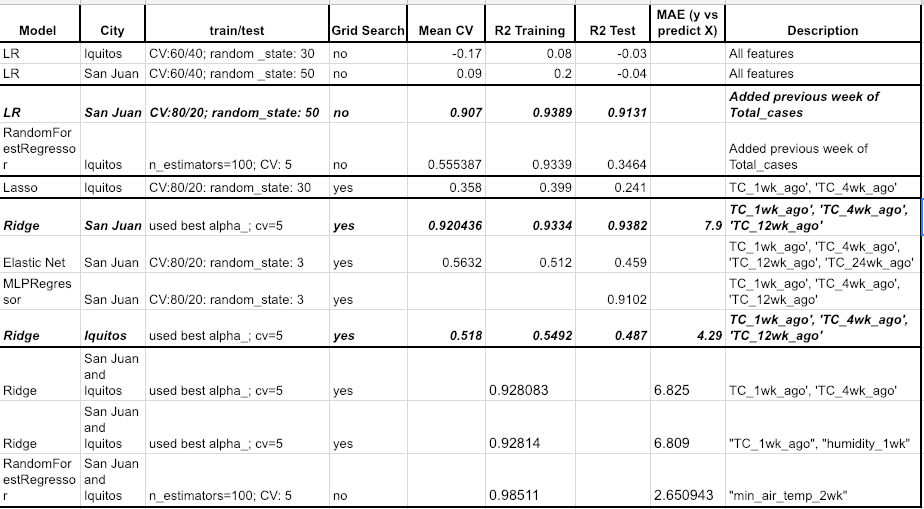 Model City train/test Grid Search Mean CV R2 Training R2 Test MAE (y vs predict X) Description
LR Iquitos CV:60/40; random _state: 30 no -0.17 0.08 -0.03 All features
LR San Juan CV:60/40; random_state: 50 no 0.09 0.2 -0.04 All features
LR San Juan CV:80/20; random_state: 50 no 0.907 0.9389 0.9131 Added previous week of Total_cases
RandomForestRegressor Iquitos n_estimators=100; CV: 5 no 0.555387 0.9339 0.3464 Added previous week of Total_cases
Lasso Iquitos CV:80/20: random_state: 30 yes 0.358 0.399 0.241 TC_1wk_ago', 'TC_4wk_ago'
Ridge San Juan used best alpha_; cv=5 yes 0.920436 0.9334 0.9382 7.9 TC_1wk_ago', 'TC_4wk_ago', 'TC_12wk_ago'
Elastic Net San Juan CV:80/20: random_state: 3 yes 0.5632 0.512 0.459 TC_1wk_ago', 'TC_4wk_ago', 'TC_12wk_ago', 'TC_24wk_ago'
MLPRegressor San Juan CV:80/20: random_state: 3 yes 0.9102 TC_1wk_ago', 'TC_4wk_ago', 'TC_12wk_ago'
Ridge Iquitos used best alpha_; cv=5 yes 0.518 0.5492 0.487 4.29 TC_1wk_ago', 'TC_4wk_ago', 'TC_12wk_ago'
Ridge San Juan and Iquitos used best alpha_; cv=5 yes 0.928083 6.825 TC_1wk_ago', 'TC_4wk_ago'
Ridge San Juan and Iquitos used best alpha_; cv=5 yes 0.92814 6.809 "TC_1wk_ago", "humidity_1wk"
RandomForestRegressor San Juan and Iquitos n_estimators=100; CV: 5 no 0.98511 2.650943 "min_air_temp_2wk"